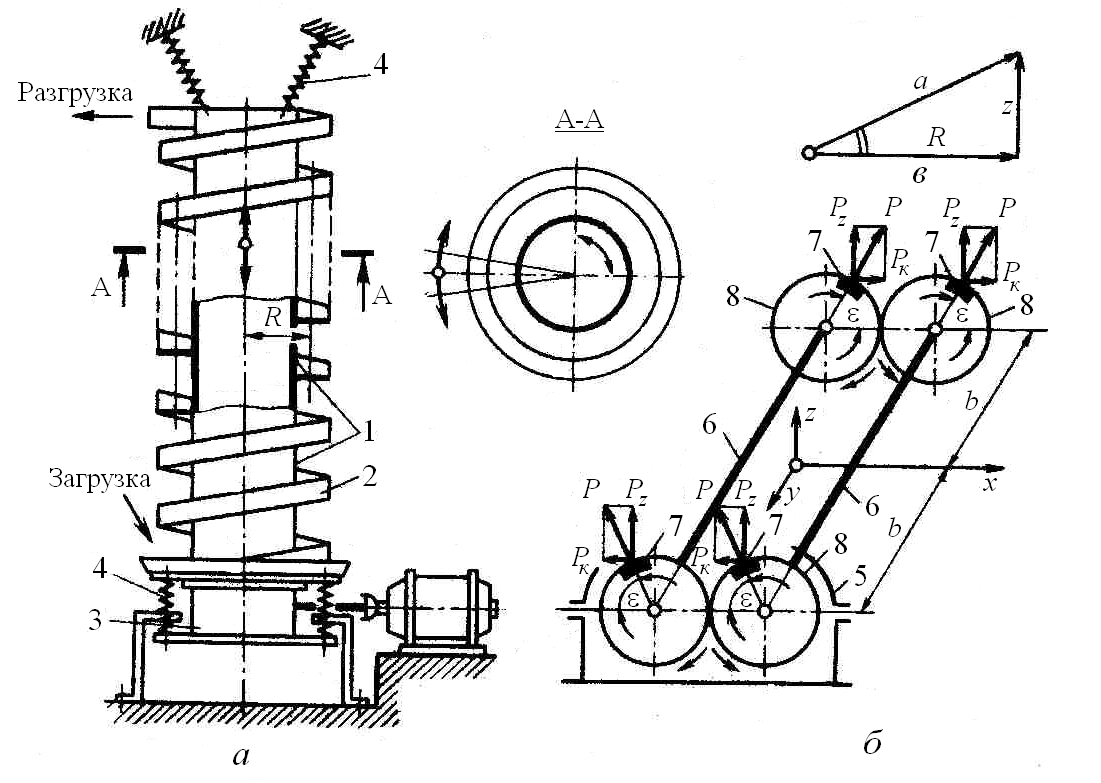 4
Разгрузка
А-А
a
z
R
в
А
А
R
P_z
P
P_z
P
7
7
P_к
P_к
8
8
ε
ε
1
6
z
b
Загрузка
2
x
y
6
b
P
P_z
P
P_z
7
7
4
P_к
P_к
8
5
3
ε
ε
а
б